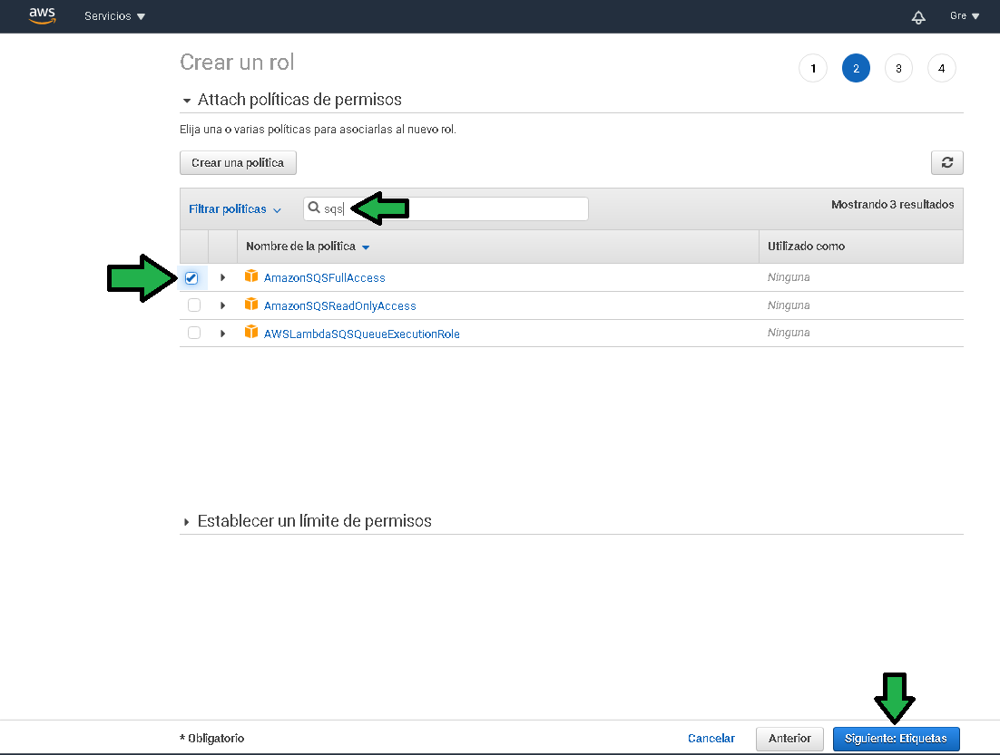 aws Servicios Gre
Crear un rol
1 2 3 4
Attach políticas de permisos
Elija una o varias políticas para asociarlas al nuevo rol.
Crear una política
Filtrar políticas sqs Mostrando 3 resultados
Nombre de la política Utilizado como
AmazonSQSFullAccess Ninguna
AmazonSQSReadOnlyAccess Ninguna
AWSLambdaSQSQueueExecutionRole Ninguna
Establecer un límite de permisos
* Obligatorio Cancelar Anterior Siguiente: Etiquetas